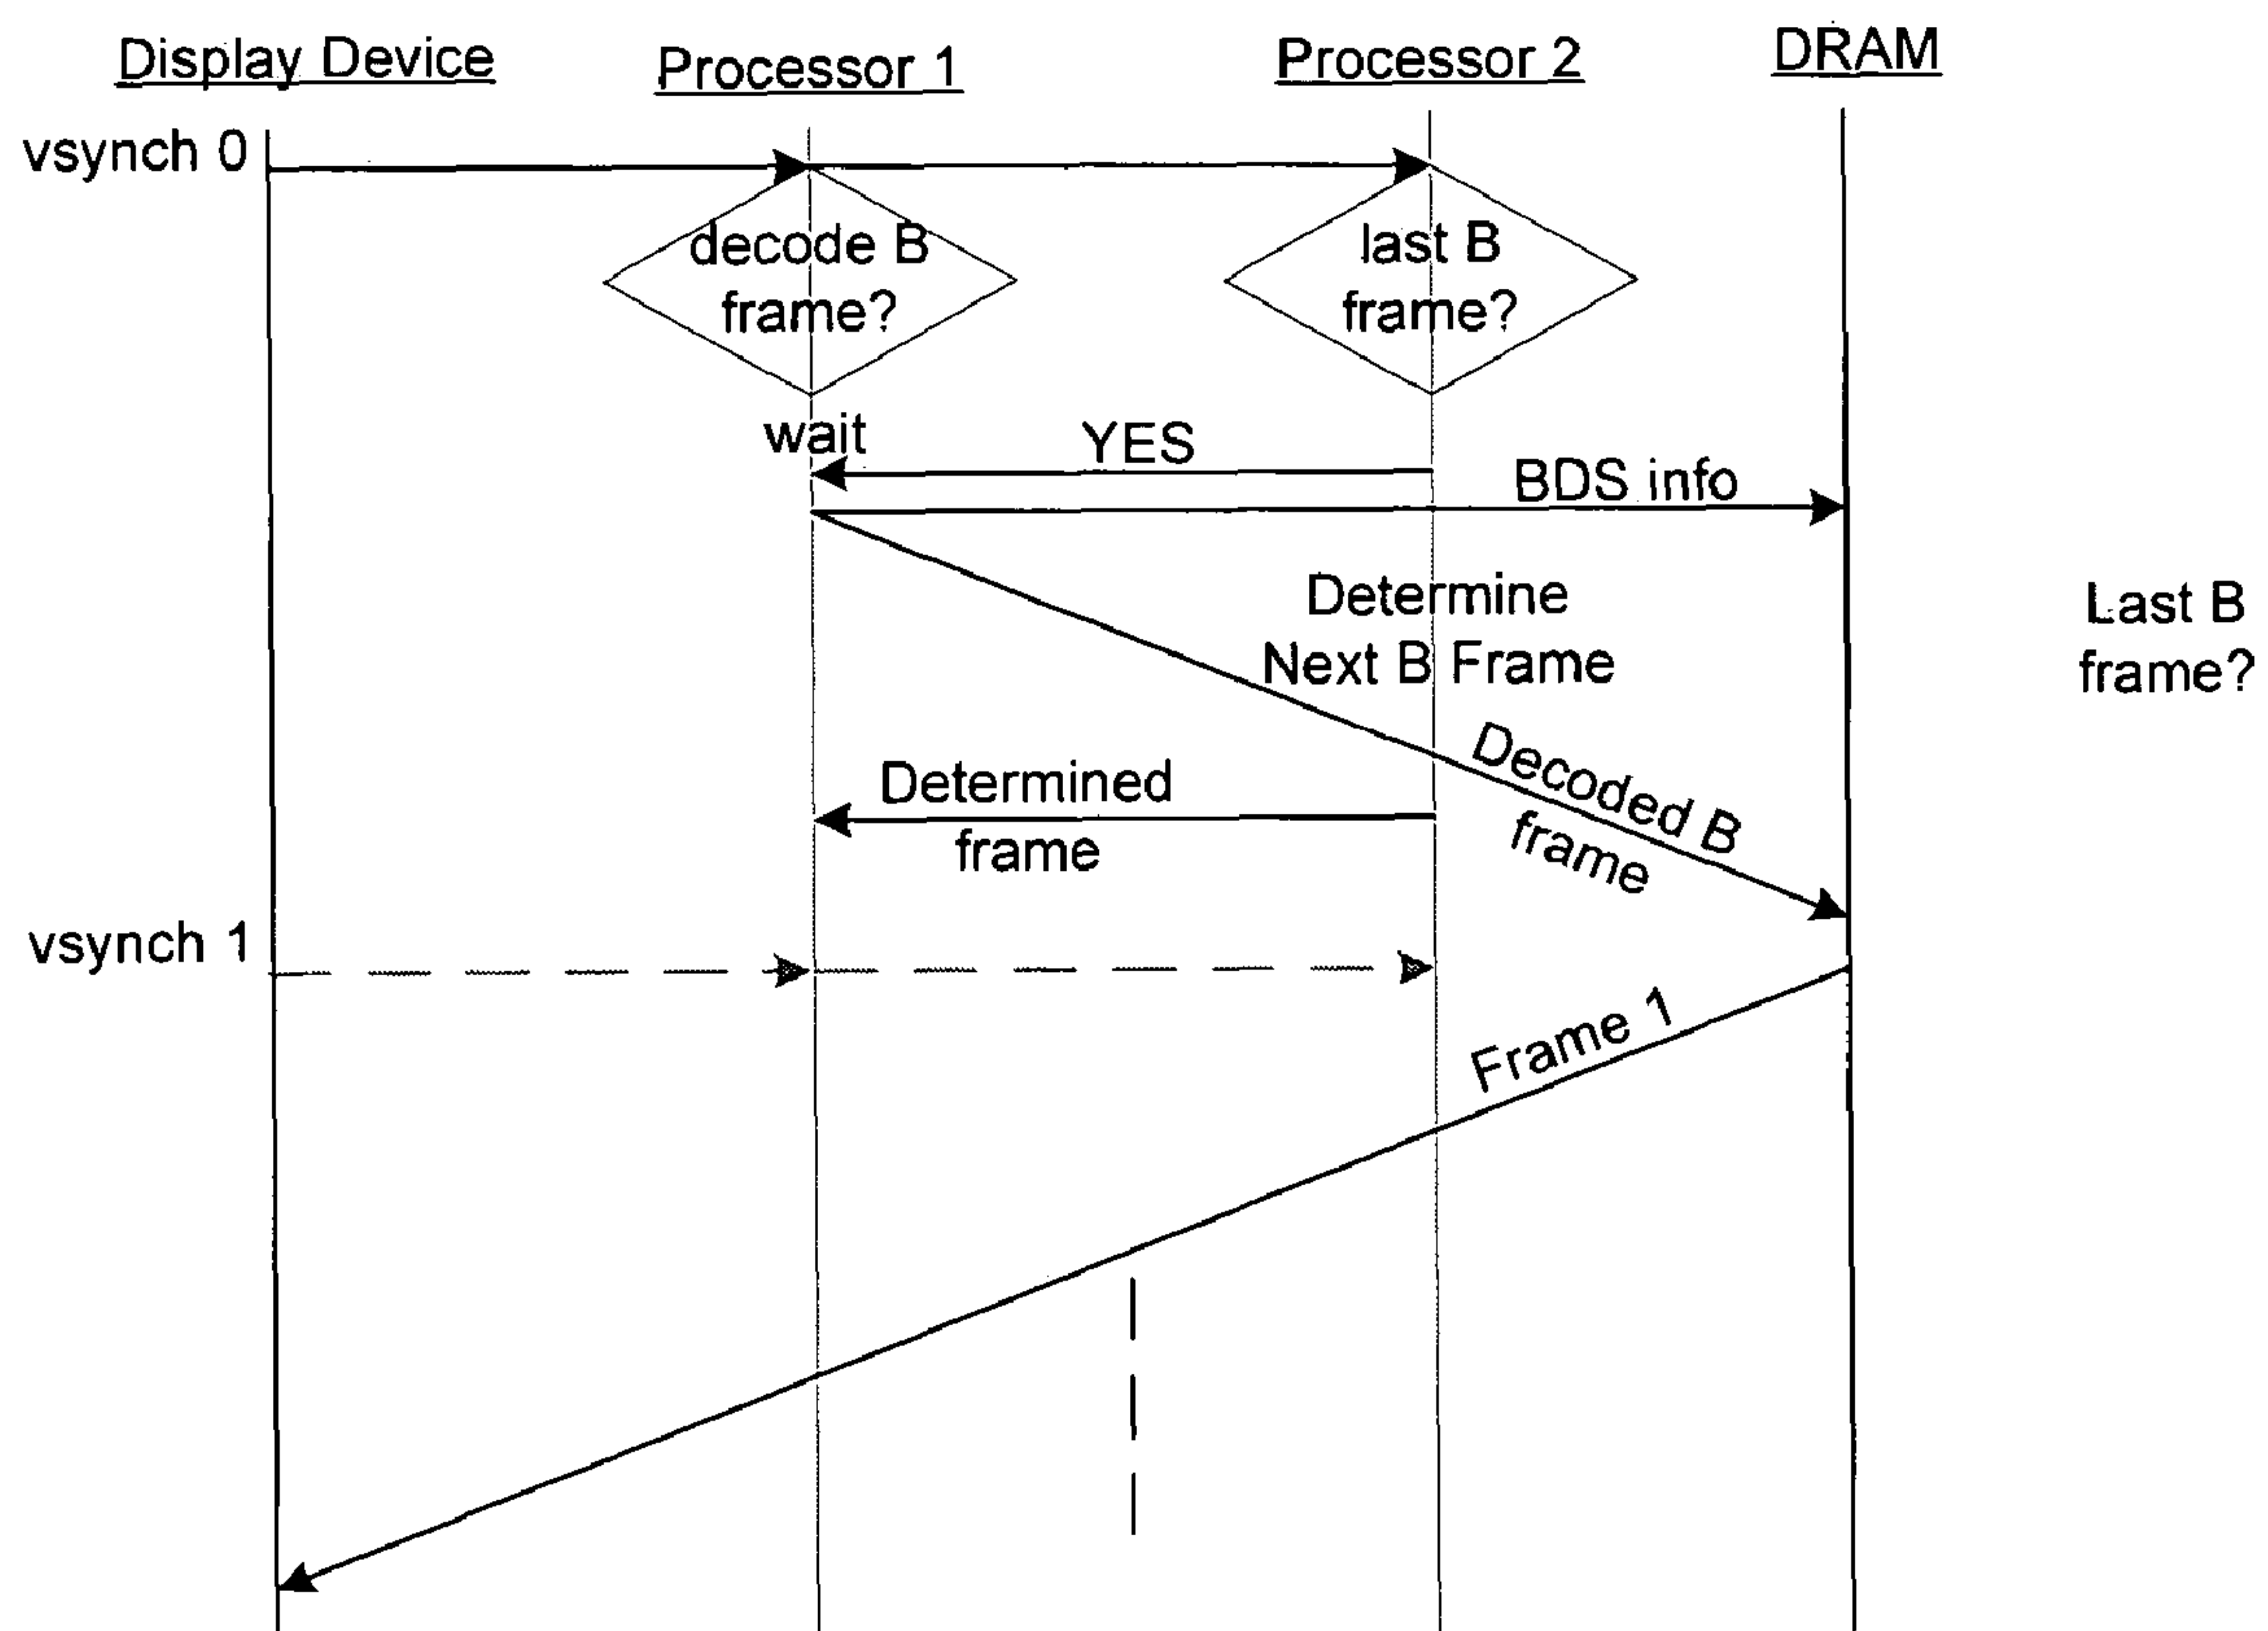 Display Device
Processor 1
Processor 2
DRAM
vsynch 0
decode B
frame?
last B
frame?
wait
YES
BDS info
Determine
Next B Frame
Last B
frame?
Decoded B
frame
Determined
frame
vsynch 1
Frame 1